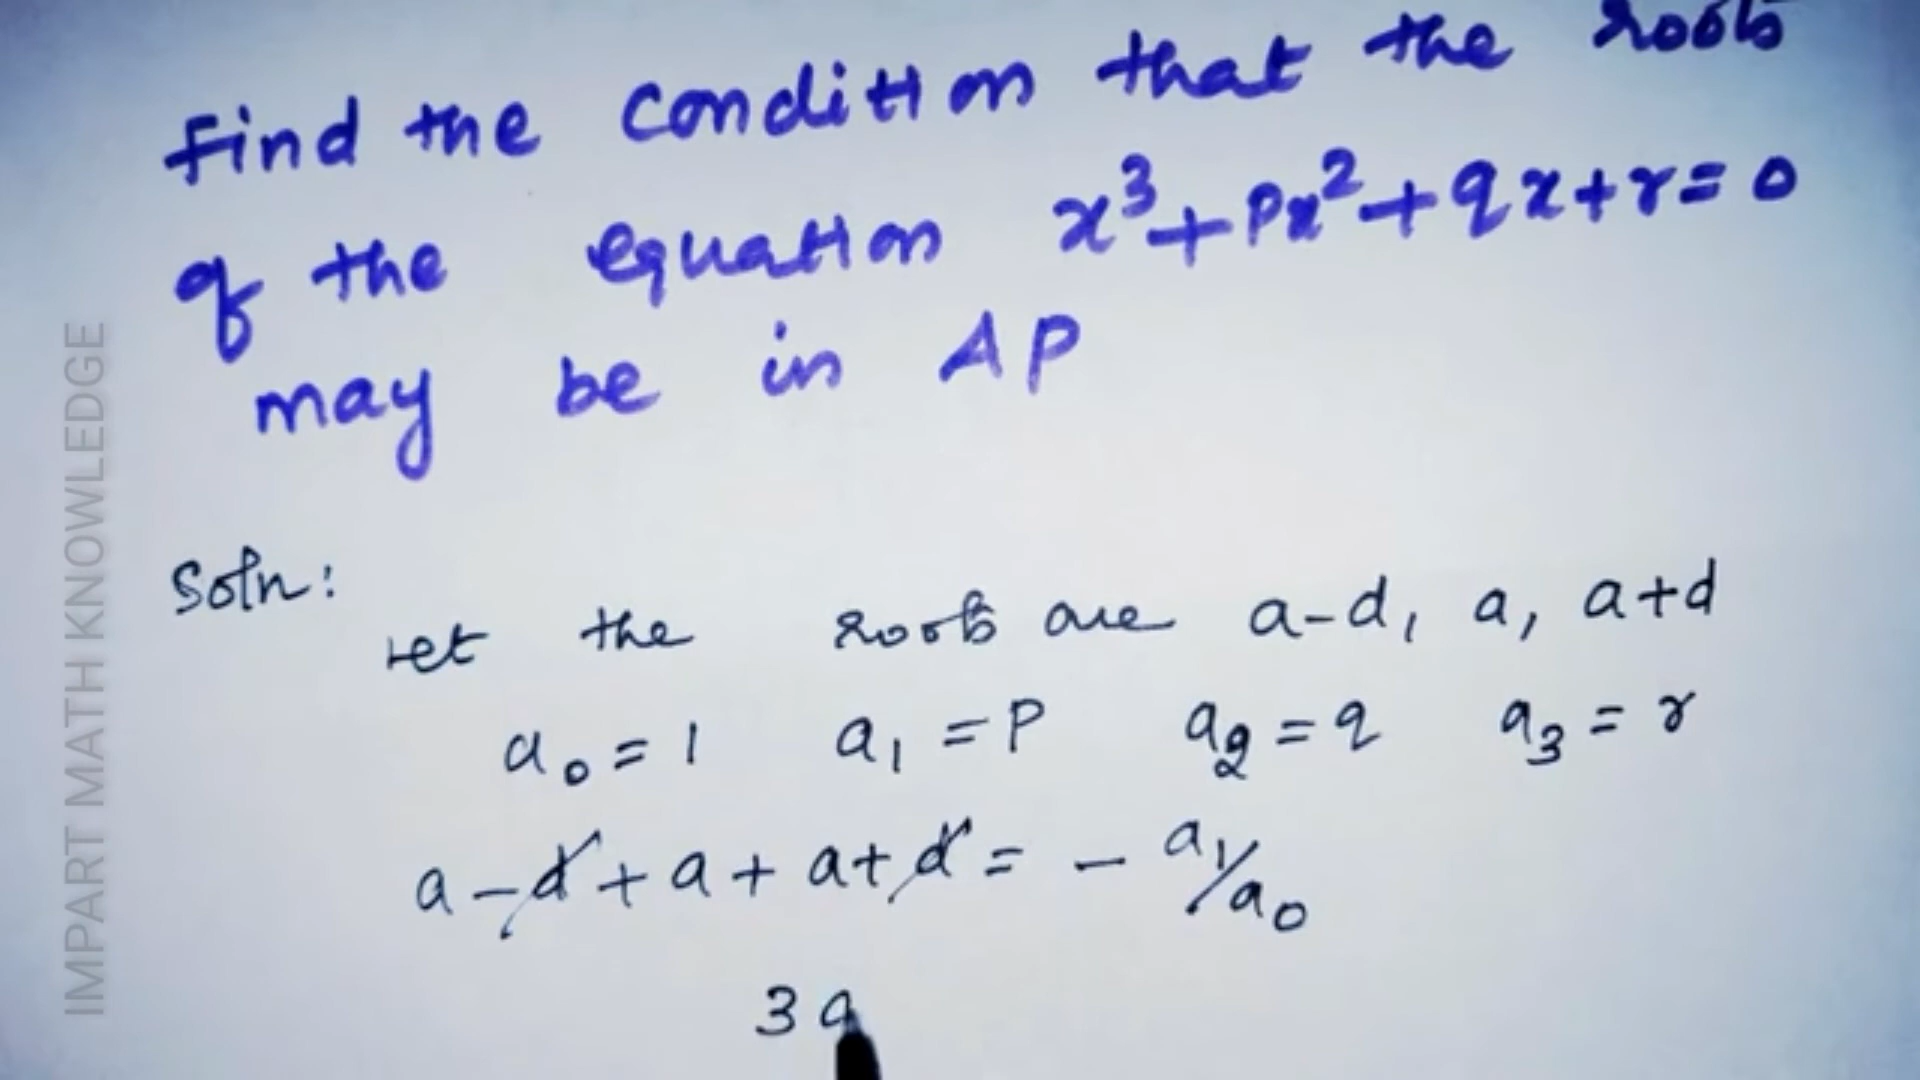 Find the condition that the roots
of the equation x³+px²+qx+r=0
may be in AP
Soln:
Let the roots are a-d, a, a+d
a₀=1 a₁=P a₂=q a₃=r
a-d+a+a+d= - a₁/a₀
3a
IMPART MATH KNOWLEDGE